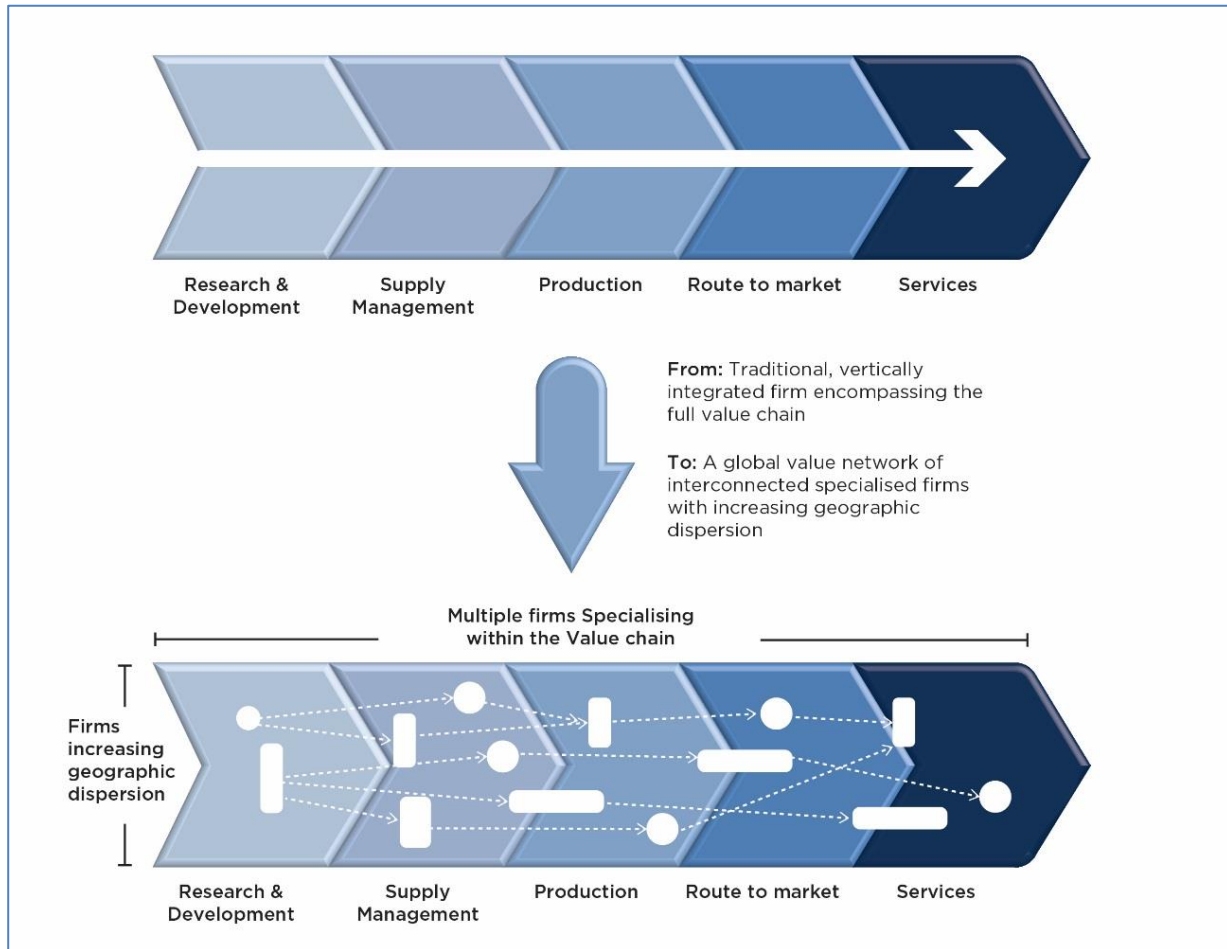 Research &
Development
Supply
Management
Production
Route to market
Services
From: Traditional, vertically
integrated firm encompassing the
full value chain
To: A global value network of
interconnected specialised firms
with increasing geographic
dispersion
Multiple firms Specialising
within the Value chain
Firms
increasing
geographic
dispersion
Research &
Development
Supply
Management
Production
Route to market
Services